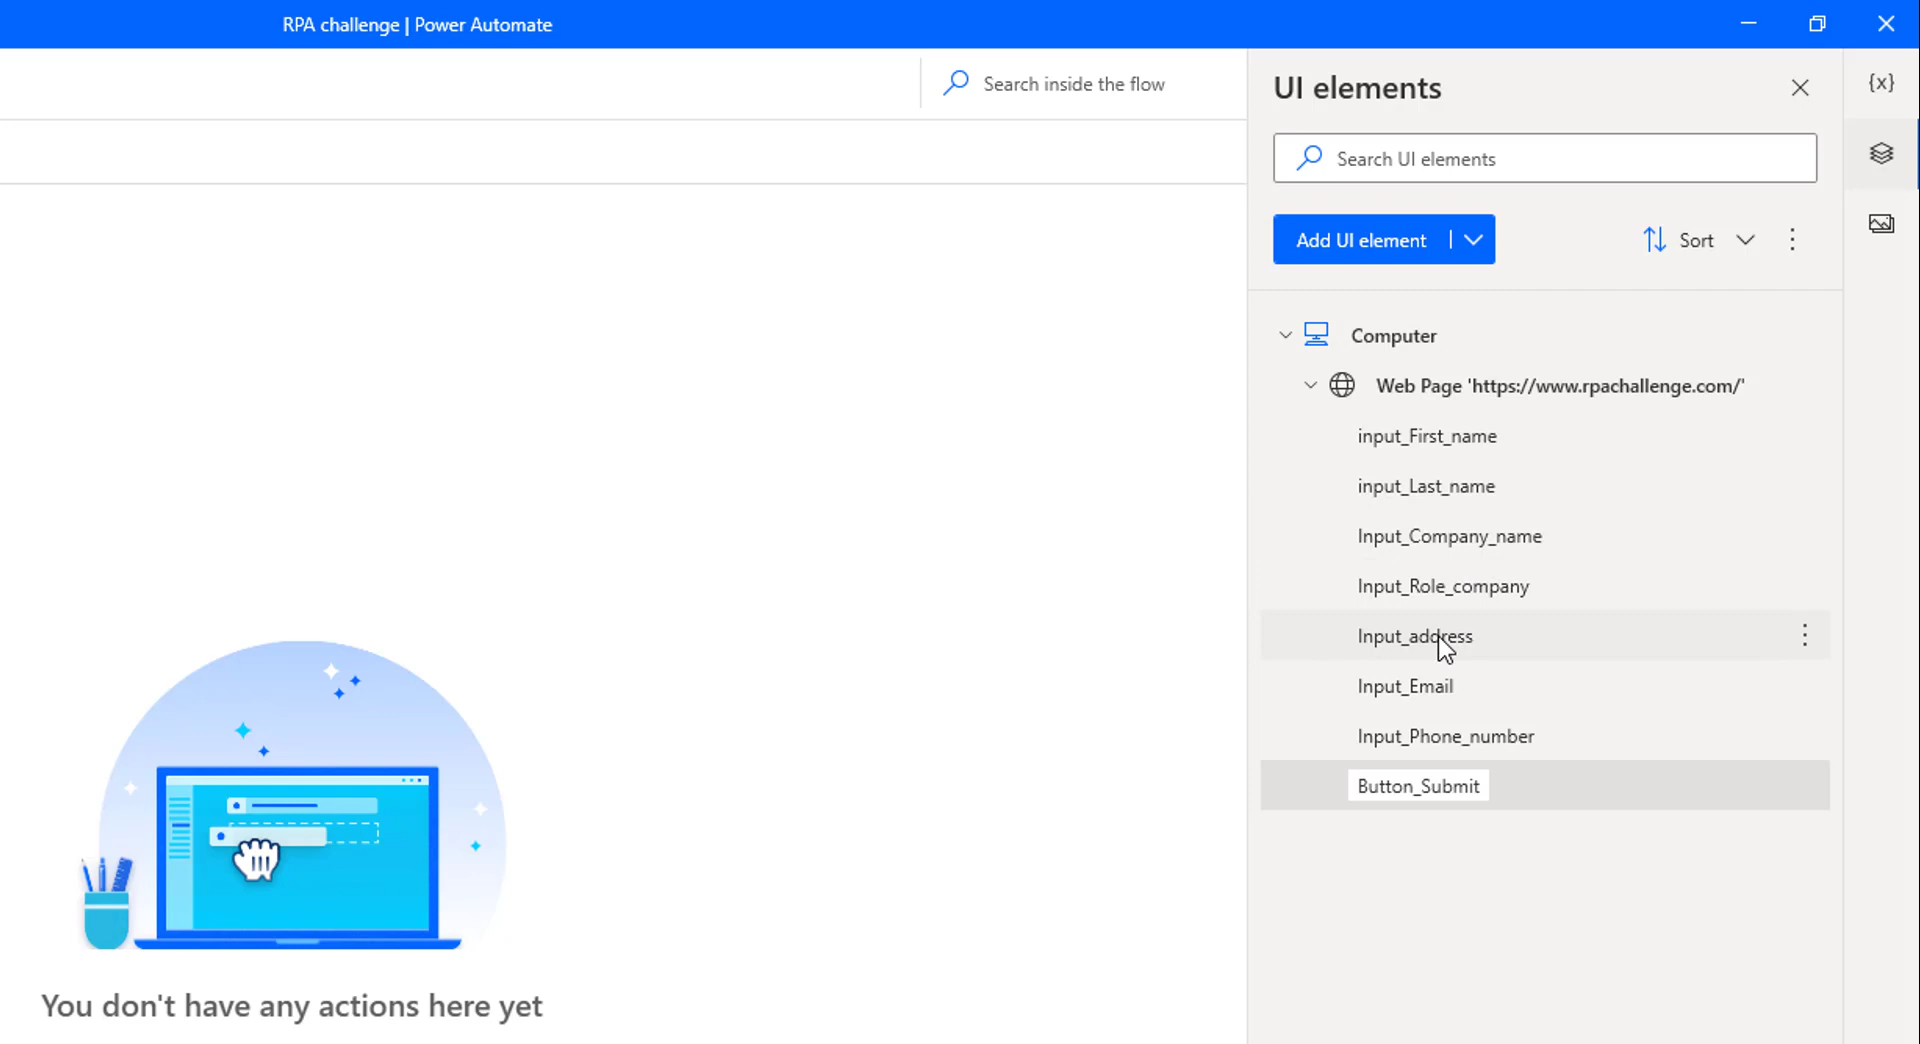 RPA challenge | Power Automate
Search inside the flow
UI elements
{x}
Search UI elements
Add UI element
Sort
Computer
Web Page 'https://www.rpachallenge.com/'
input_First_name
input_Last_name
Input_Company_name
Input_Role_company
Input_address
Input_Email
Input_Phone_number
Button_Submit
You don't have any actions here yet